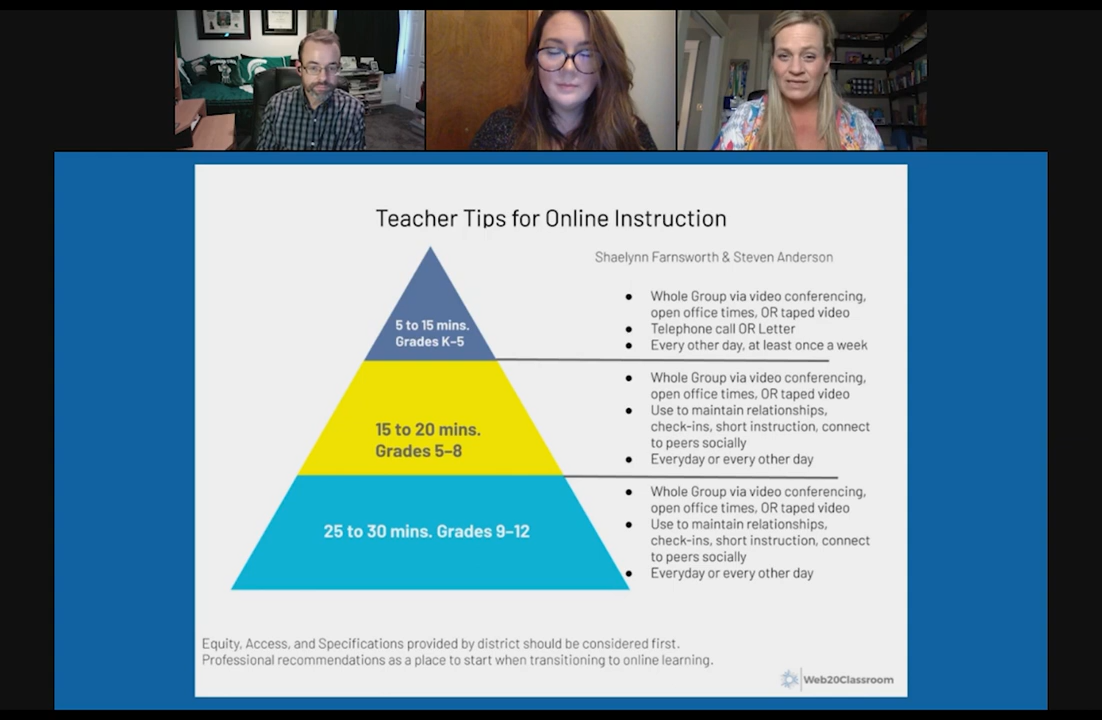 Teacher Tips for Online Instruction
Shaelynn Farnsworth & Steven Anderson
5 to 15 mins.
Grades K–5
● Whole Group via video conferencing,
open office times, OR taped video
● Telephone call OR Letter
● Every other day, at least once a week
15 to 20 mins.
Grades 5–8
● Whole Group via video conferencing,
open office times, OR taped video
● Use to maintain relationships,
check-ins, short instruction, connect
to peers socially
● Everyday or every other day
25 to 30 mins. Grades 9–12
● Whole Group via video conferencing,
open office times, OR taped video
● Use to maintain relationships,
check-ins, short instruction, connect
to peers socially
● Everyday or every other day
Equity, Access, and Specifications provided by district should be considered first.
Professional recommendations as a place to start when transitioning to online learning.
Web20Classroom